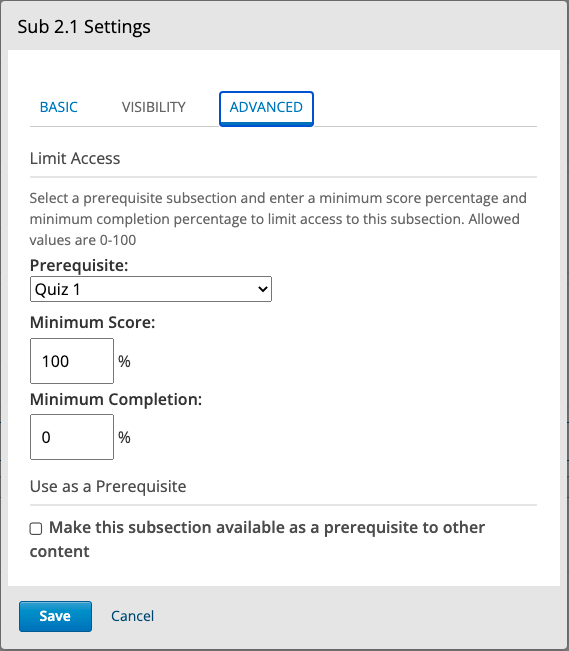 Sub 2.1 Settings
BASIC VISIBILITY ADVANCED
Limit Access
Select a prerequisite subsection and enter a minimum score percentage and
minimum completion percentage to limit access to this subsection. Allowed
values are 0-100
Prerequisite:
Quiz 1
Minimum Score:
100 %
Minimum Completion:
0 %
Use as a Prerequisite
Make this subsection available as a prerequisite to other
content
Save Cancel